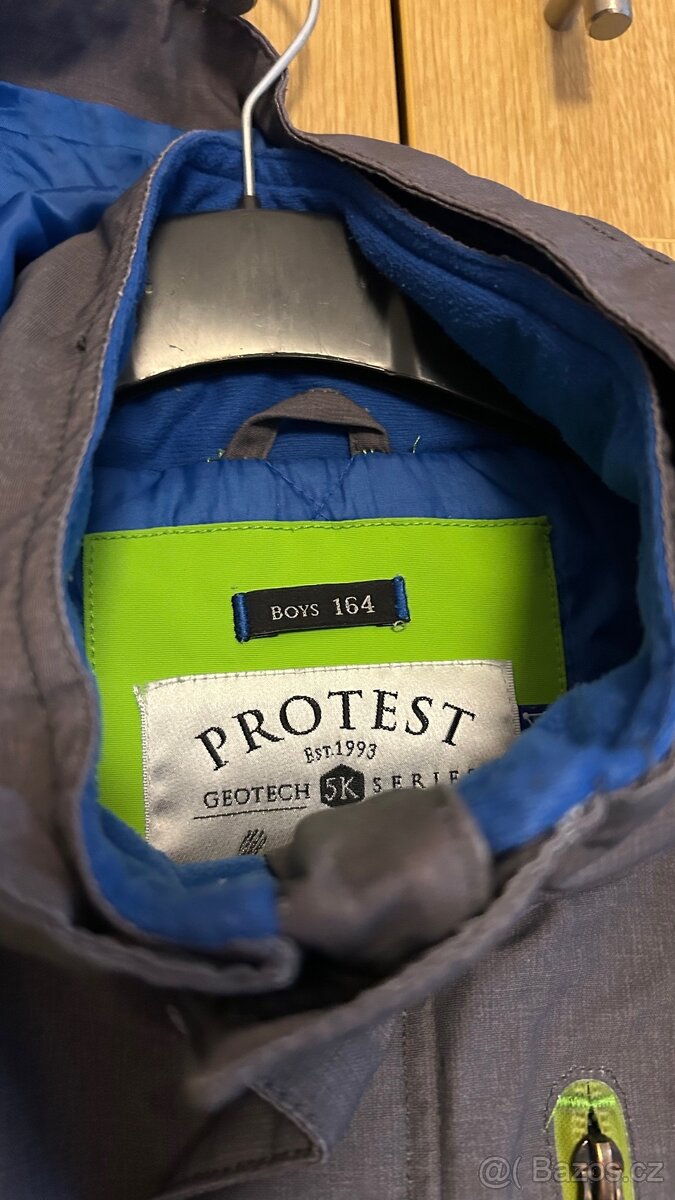 BOYS 164
PROTEST
EST.1993
GEOTECH 5K SERIES
@( Bazos.cz